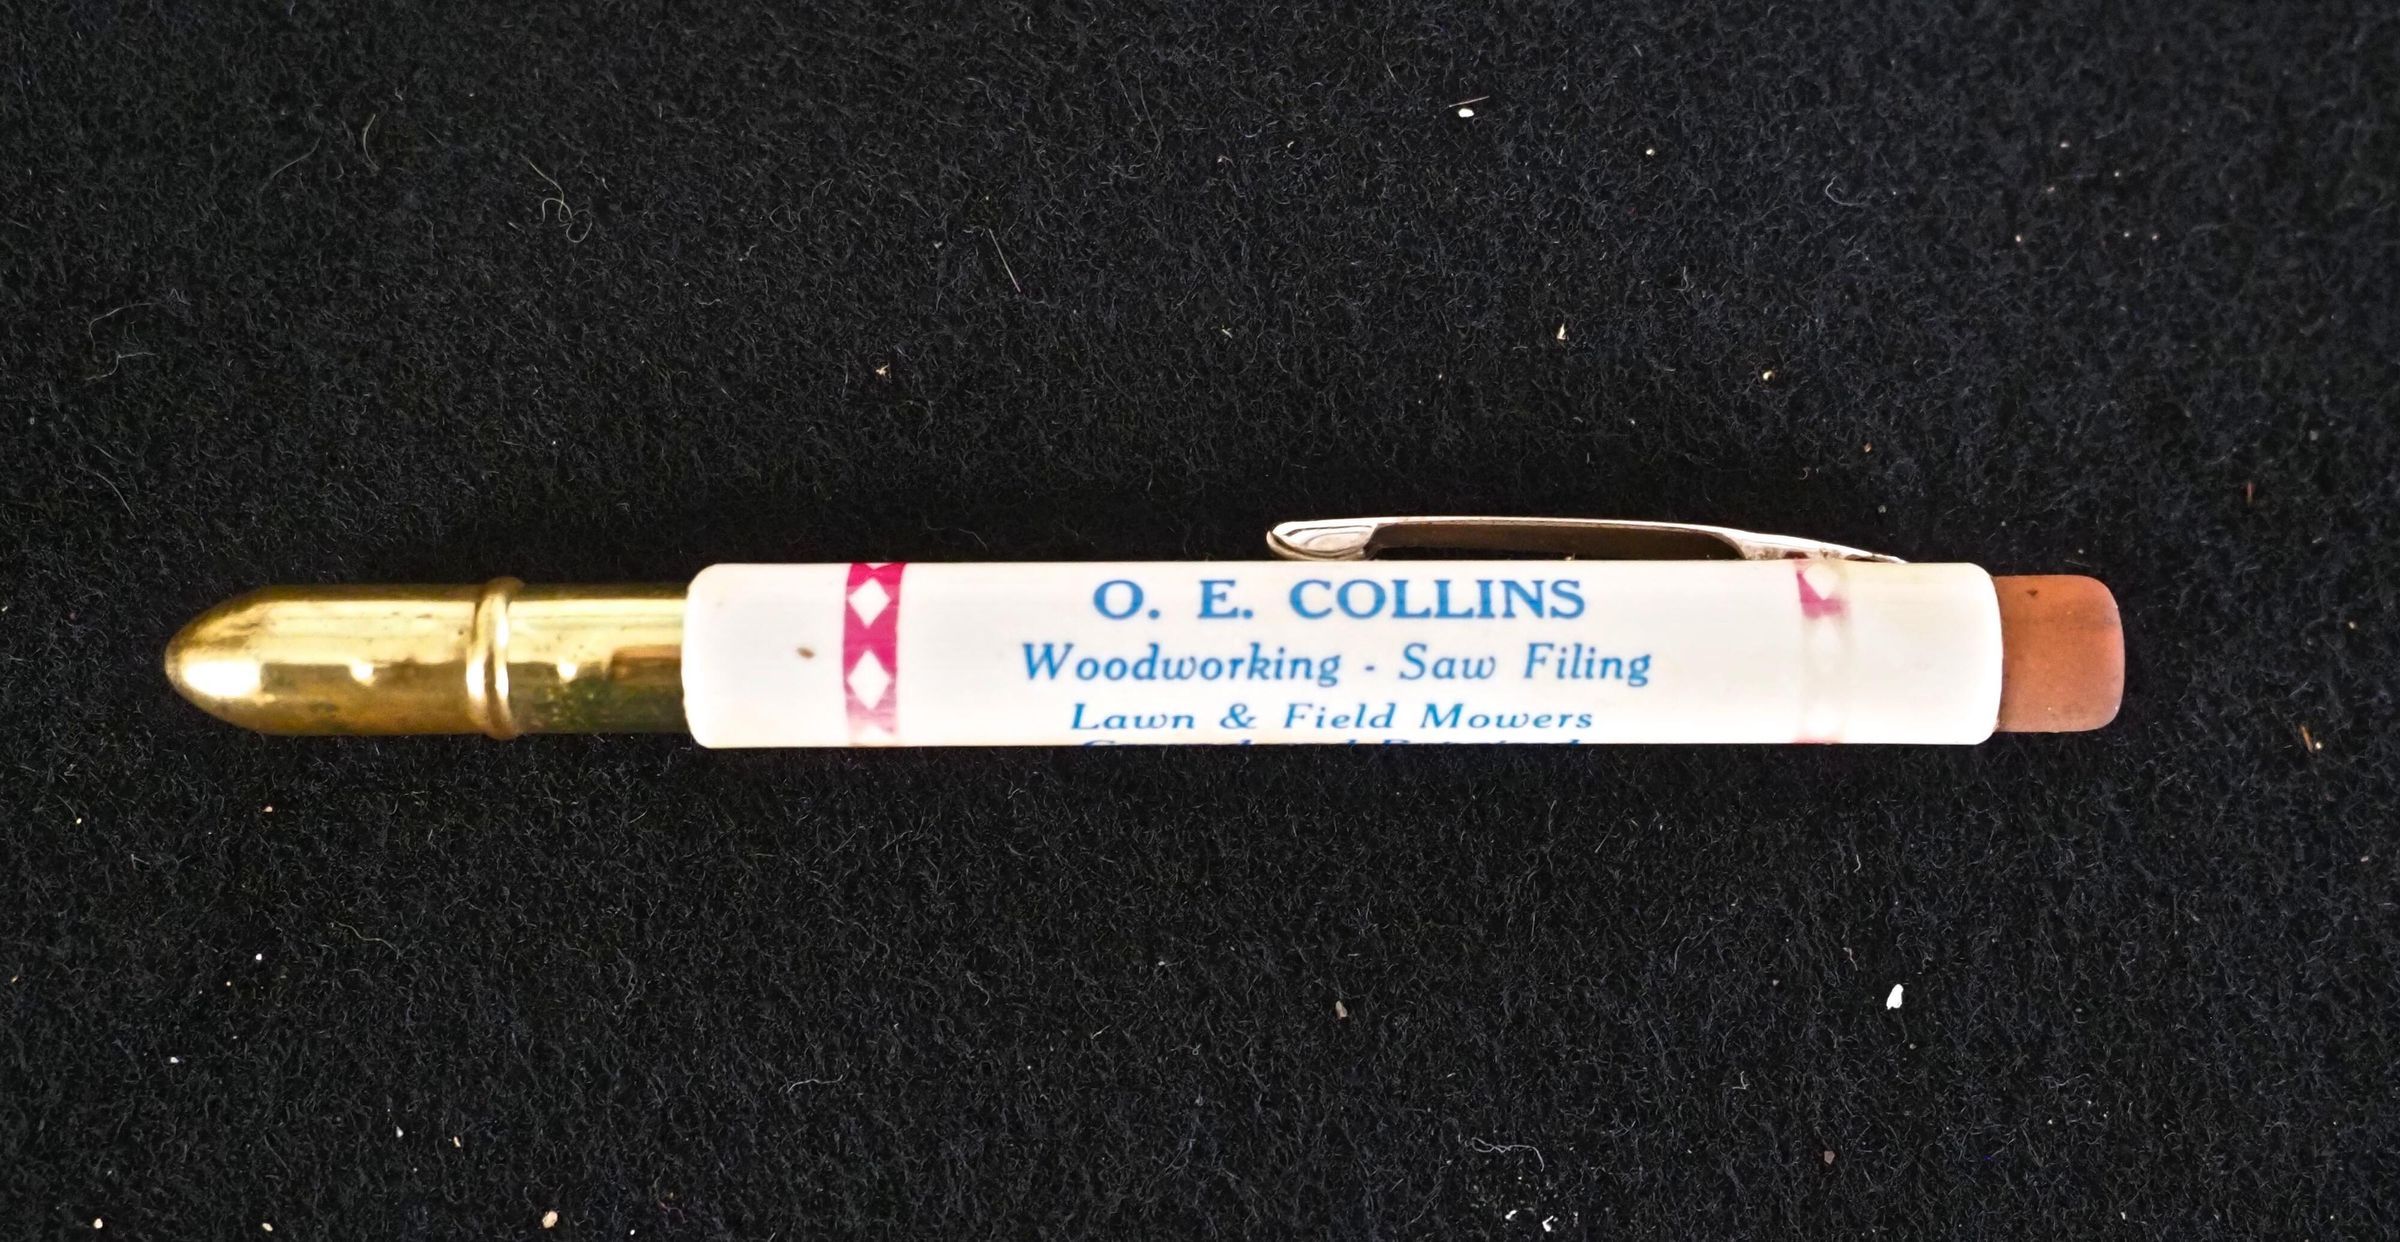 O. E. COLLINS
Woodworking - Saw Filing
Lawn & Field Mowers